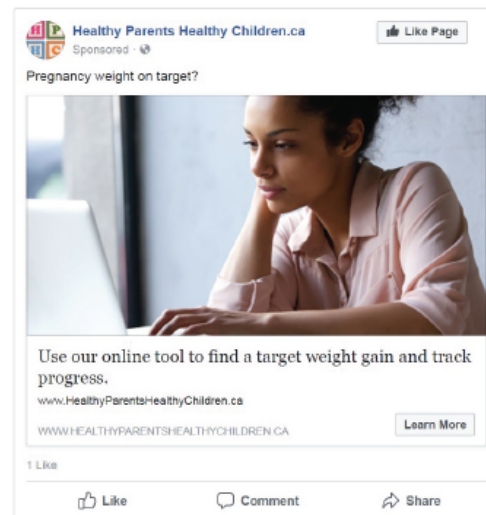 H P
H C
Healthy Parents Healthy Children.ca
Like Page
Sponsored ·
Pregnancy weight on target?
Use our online tool to find a target weight gain and track
progress.
www.HealthyParentsHealthyChildren.ca
WWW.HEALTHYPARENTSHEALTHYCHILDREN.CA
Learn More
1 Like
Like
Comment
Share